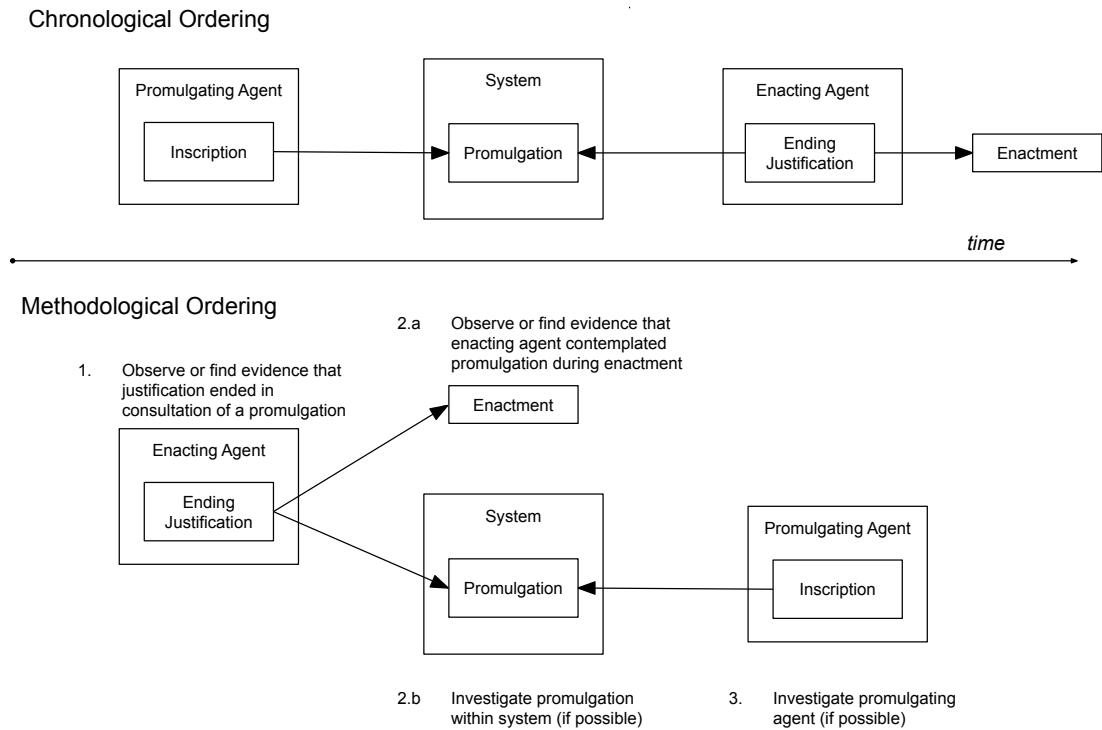 Chronological Ordering
Promulgating Agent
Inscription
System
Promulgation
Enacting Agent
Ending
Justification
Enactment
time
Methodological Ordering
1. Observe or find evidence that
justification ended in
consultation of a promulgation
2.a Observe or find evidence that
enacting agent contemplated
promulgation during enactment
Enactment
Enacting Agent
Ending
Justification
System
Promulgation
Promulgating Agent
Inscription
2.b Investigate promulgation
within system (if possible)
3. Investigate promulgating
agent (if possible)